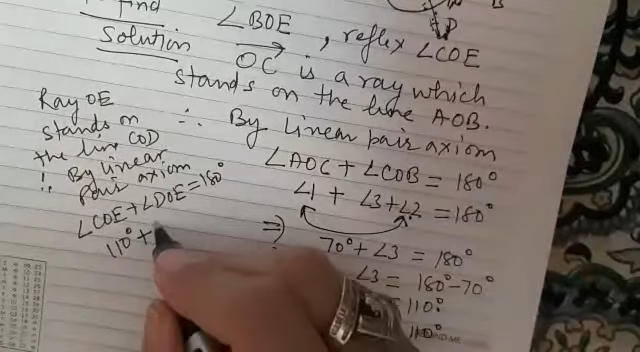 B
D
find ∠BOE , reflex ∠COE
Solution
OC is a ray which
stands on the line AOB.
∴ By linear pair axiom
∠AOC + ∠COB = 180°
∠1 + ∠3+∠2 = 180°
⇒ 70° + ∠3 = 180°
∠3 = 180°-70°
= 110°
110°
Ray OE
stands on
the line COD
∴ By linear
pair axiom
∠COE + ∠DOE = 180°
110° +